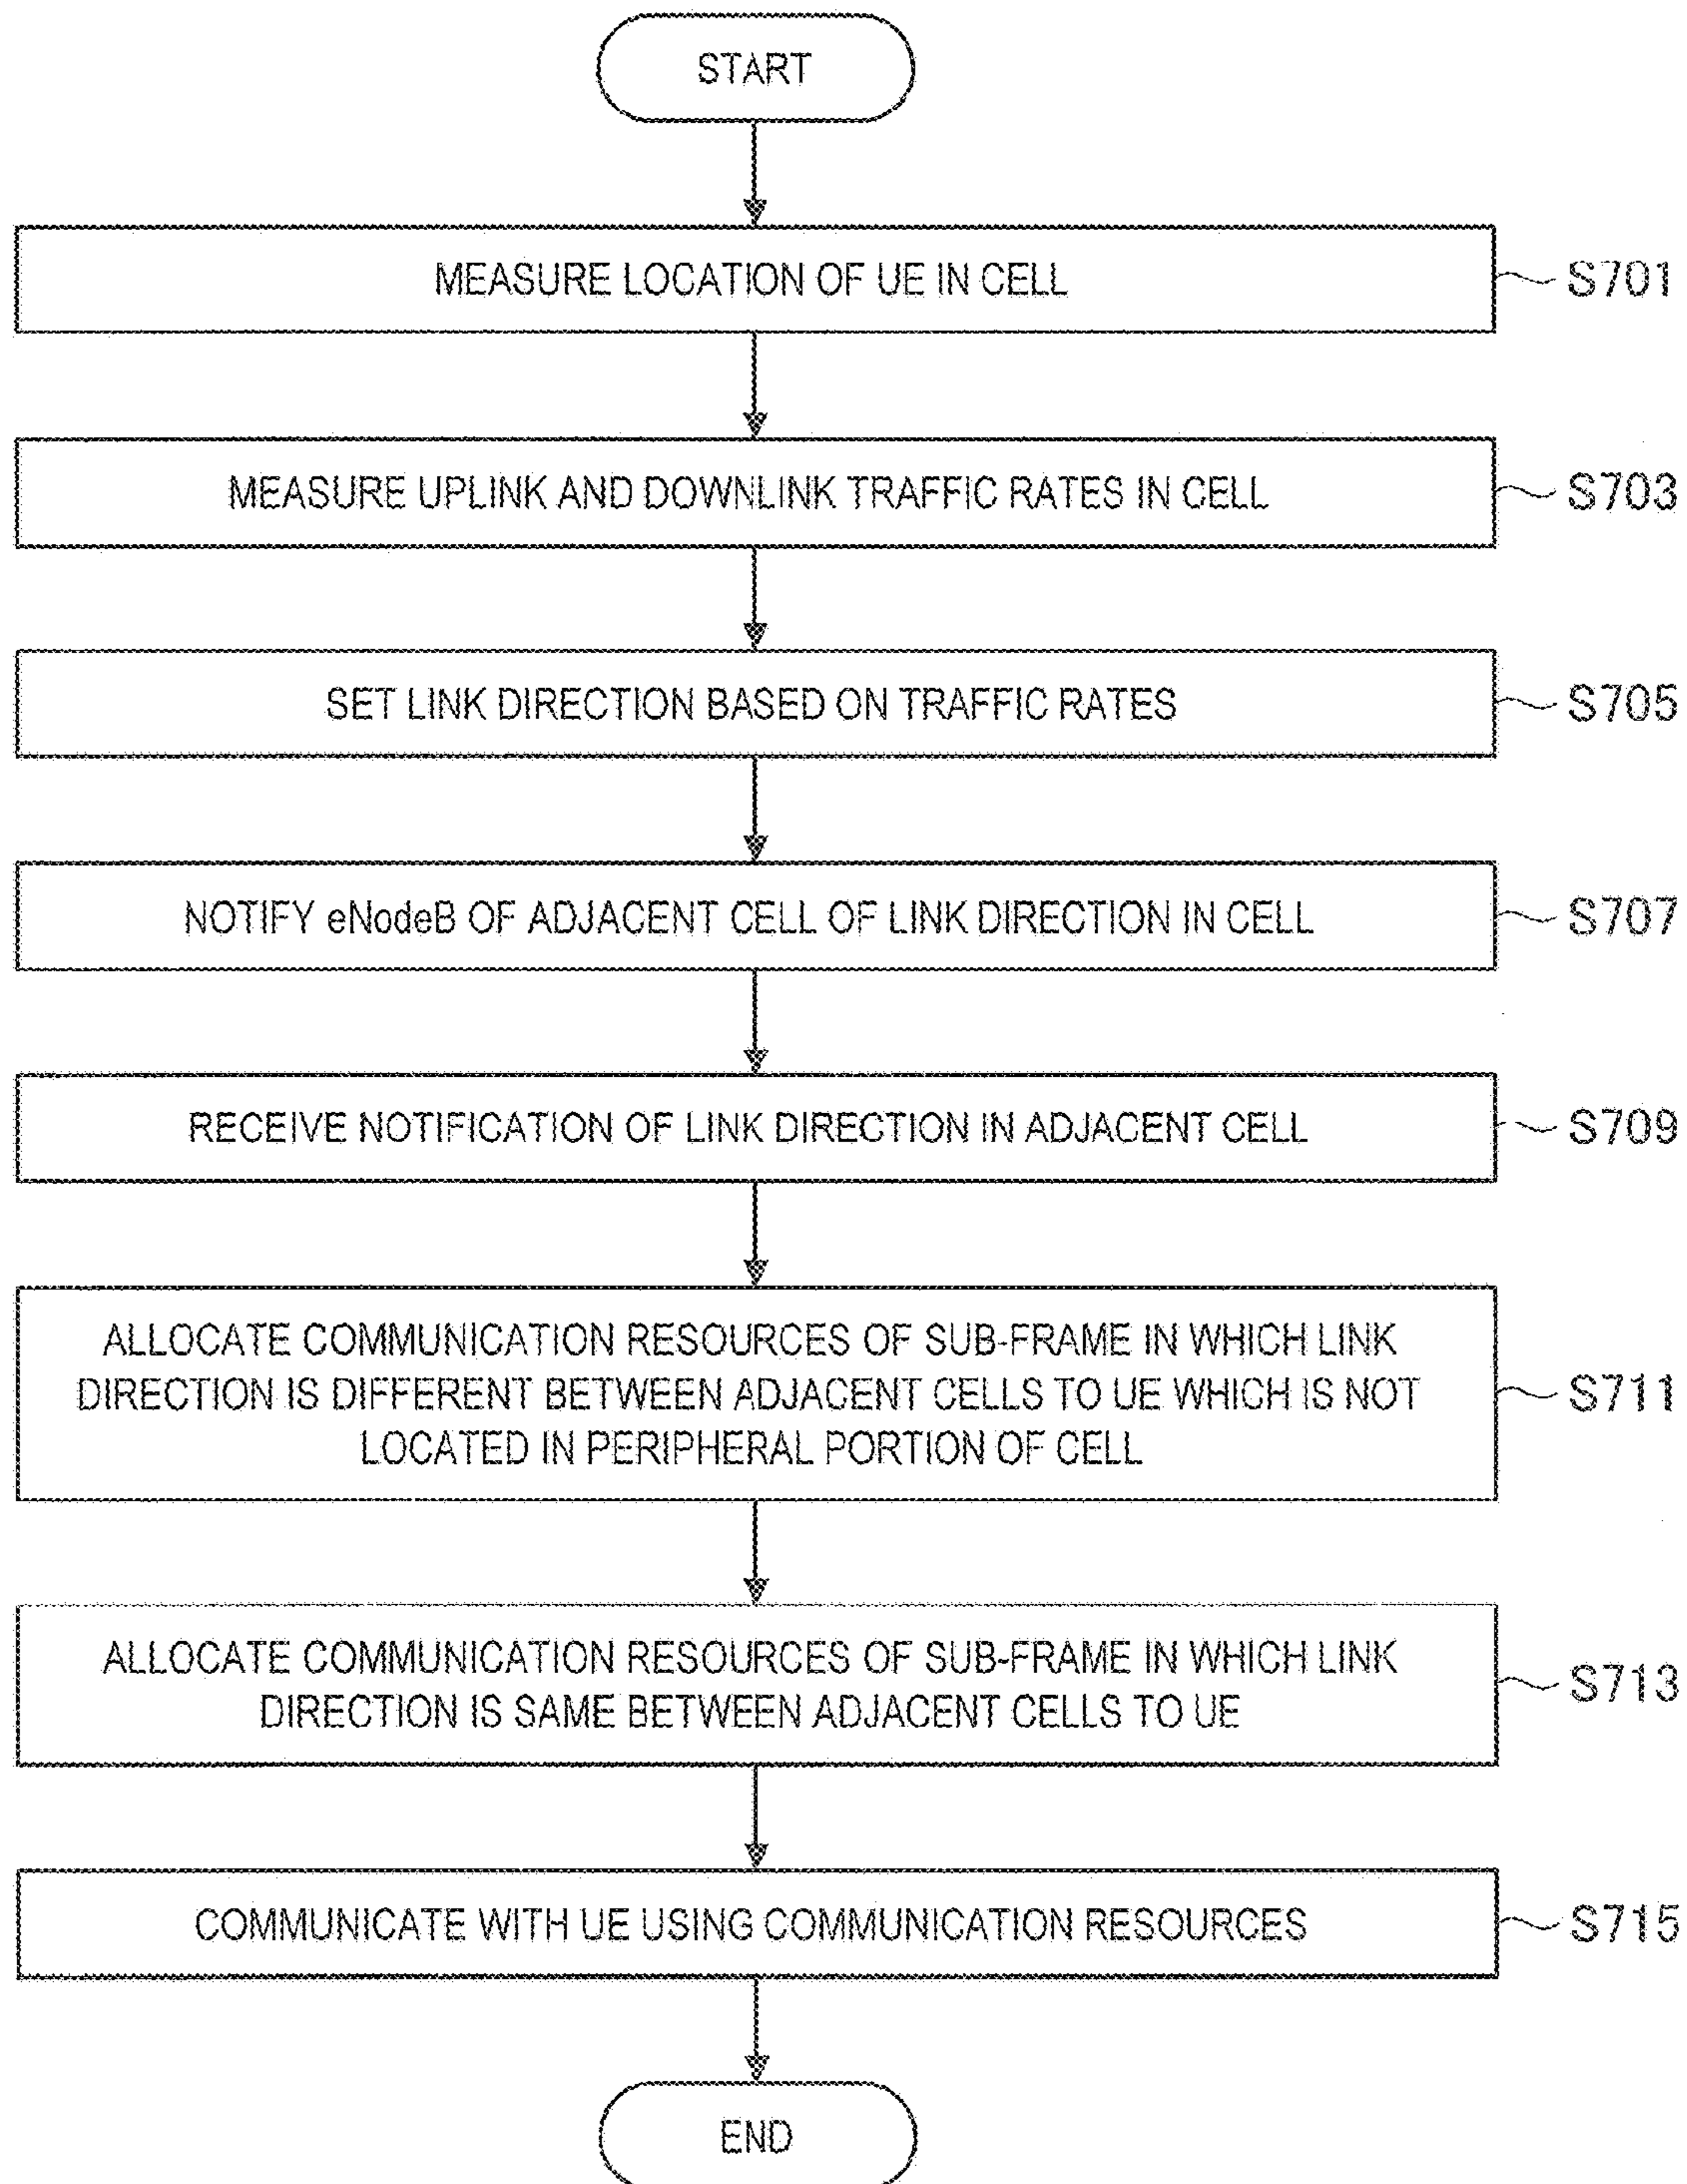 START
MEASURE LOCATION OF UE IN CELL
S701
MEASURE UPLINK AND DOWNLINK TRAFFIC RATES IN CELL
S703
SET LINK DIRECTION BASED ON TRAFFIC RATES
S705
NOTIFY eNodeB OF ADJACENT CELL OF LINK DIRECTION IN CELL
S707
RECEIVE NOTIFICATION OF LINK DIRECTION IN ADJACENT CELL
S709
ALLOCATE COMMUNICATION RESOURCES OF SUB-FRAME IN WHICH LINK
DIRECTION IS DIFFERENT BETWEEN ADJACENT CELLS TO UE WHICH IS NOT
LOCATED IN PERIPHERAL PORTION OF CELL
S711
ALLOCATE COMMUNICATION RESOURCES OF SUB-FRAME IN WHICH LINK
DIRECTION IS SAME BETWEEN ADJACENT CELLS TO UE
S713
COMMUNICATE WITH UE USING COMMUNICATION RESOURCES
S715
END